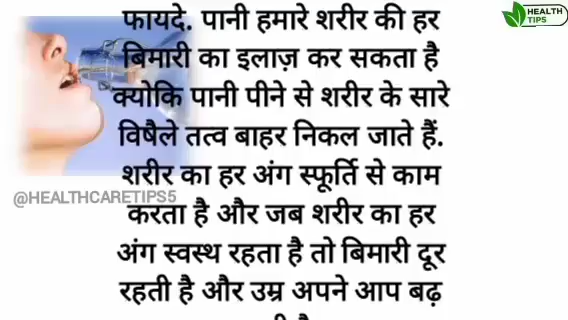 HEALTH
TIPS
फायदे. पानी हमारे शरीर की हर
बिमारी का इलाज़ कर सकता है
क्योकि पानी पीने से शरीर के सारे
विषैले तत्व बाहर निकल जाते हैं.
शरीर का हर अंग स्फूर्ति से काम
@HEALTHCARETIPS5
करता है और जब शरीर का हर
अंग स्वस्थ रहता है तो बिमारी दूर
रहती है और उम्र अपने आप बढ़